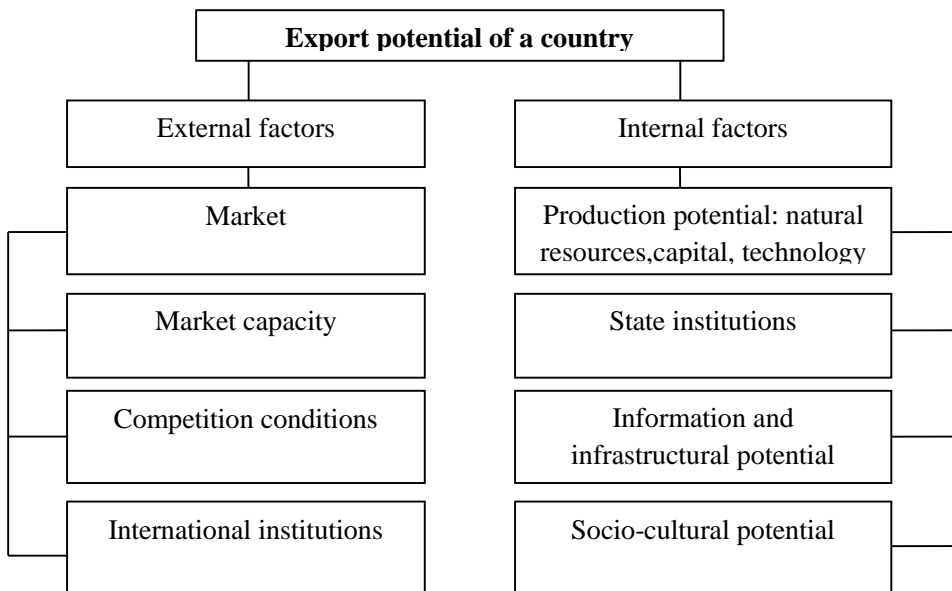 Export potential of a country
External factors
Internal factors
Market
Production potential: natural
resources,capital, technology
Market capacity
State institutions
Competition conditions
Information and
infrastructural potential
International institutions
Socio-cultural potential